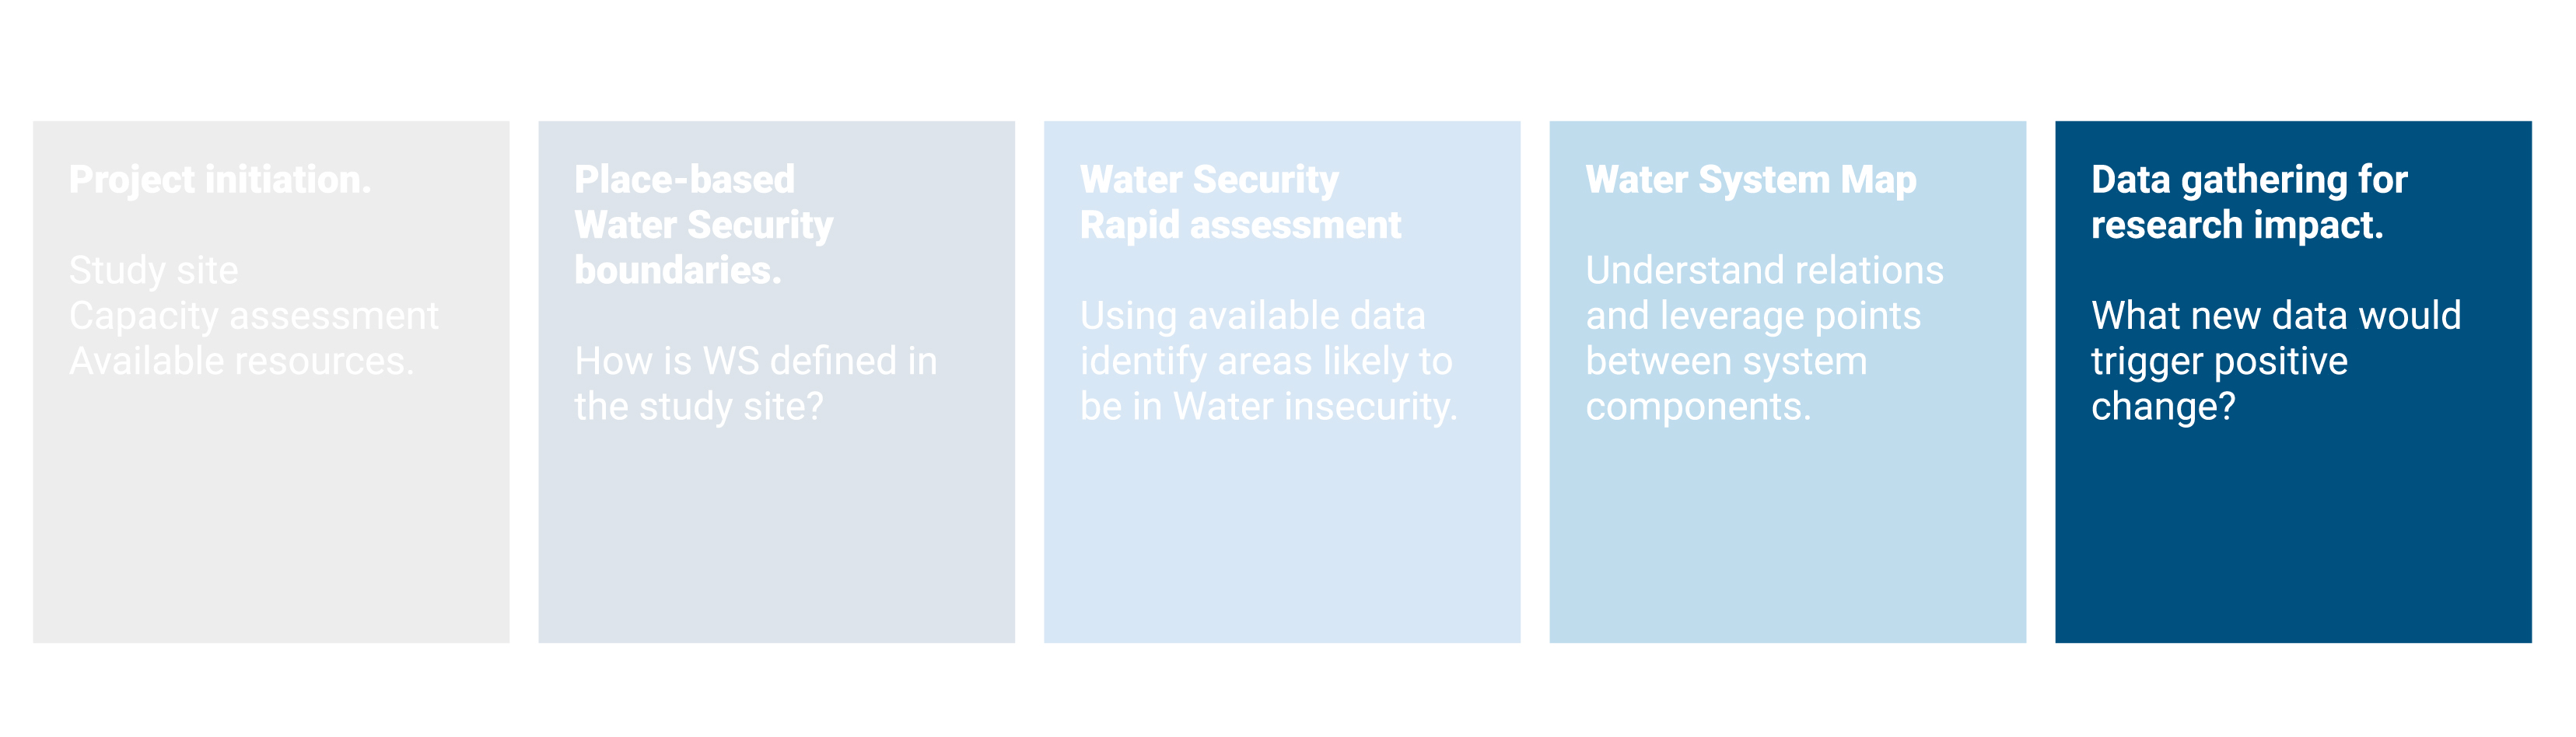 Project initiation.
Study site
Capacity assessment
Available resources.
Place-based
Water Security
boundaries.
How is WS defined in
the study site?
Water Security
Rapid assessment
Using available data
identify areas likely to
be in Water insecurity.
Water System Map
Understand relations
and leverage points
between system
components.
Data gathering for
research impact.
What new data would
trigger positive
change?